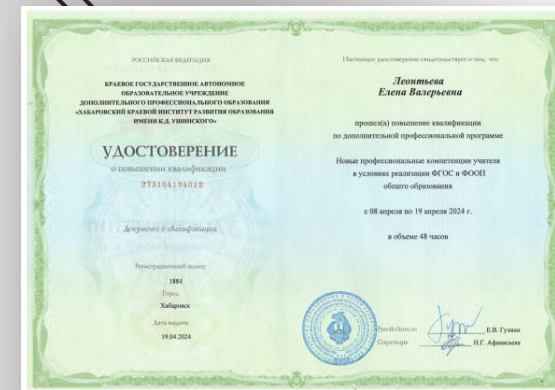 РОССИЙСКАЯ ФЕДЕРАЦИЯ
КРАЕВОЕ ГОСУДАРСТВЕННОЕ АВТОНОМНОЕ
ОБРАЗОВАТЕЛЬНОЕ УЧРЕЖДЕНИЕ
ДОПОЛНИТЕЛЬНОГО ПРОФЕССИОНАЛЬНОГО ОБРАЗОВАНИЯ
«ХАБАРОВСКИЙ КРАЕВОЙ ИНСТИТУТ РАЗВИТИЯ ОБРАЗОВАНИЯ
ИМЕНИ К.Д. УШИНСКОГО»
УДОСТОВЕРЕНИЕ
о повышении квалификации
273104194012
Документ о квалификации
Регистрационный номер
1884
Город
Хабаровск
Дата выдачи
19.04.2024
Настоящее удостоверение свидетельствует о том, что
Леонтьева
Елена Валерьевна
прошел(а) повышение квалификации
по дополнительной профессиональной программе
Новые профессиональные компетенции учителя
в условиях реализации ФГОС и ФООП
общего образования
с 08 апреля по 19 апреля 2024 г.
в объеме 48 часов
Руководитель Е.В. Гузман
Секретарь Н.Г. Афанасьева